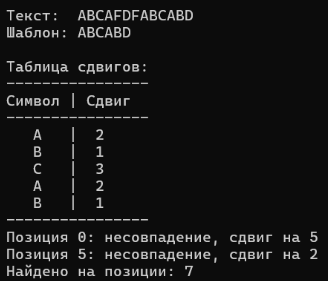 Текст:  ABCAFDFABCABD
Шаблон: ABCABD

Таблица сдвигов:
----------------
Символ | Сдвиг
----------------
   A   |  2
   B   |  1
   C   |  3
   A   |  2
   B   |  1
----------------
Позиция 0: несовпадение, сдвиг на 5
Позиция 5: несовпадение, сдвиг на 2
Найдено на позиции: 7